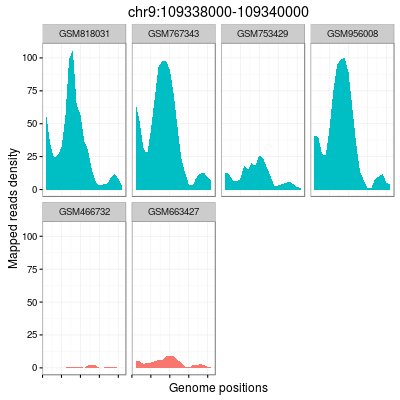 chr9:109338000-109340000
GSM818031 GSM767343 GSM753429 GSM956008
100
75
50
25
0
GSM466732 GSM663427
100
75
50
25
0
Mapped reads density
Genome positions